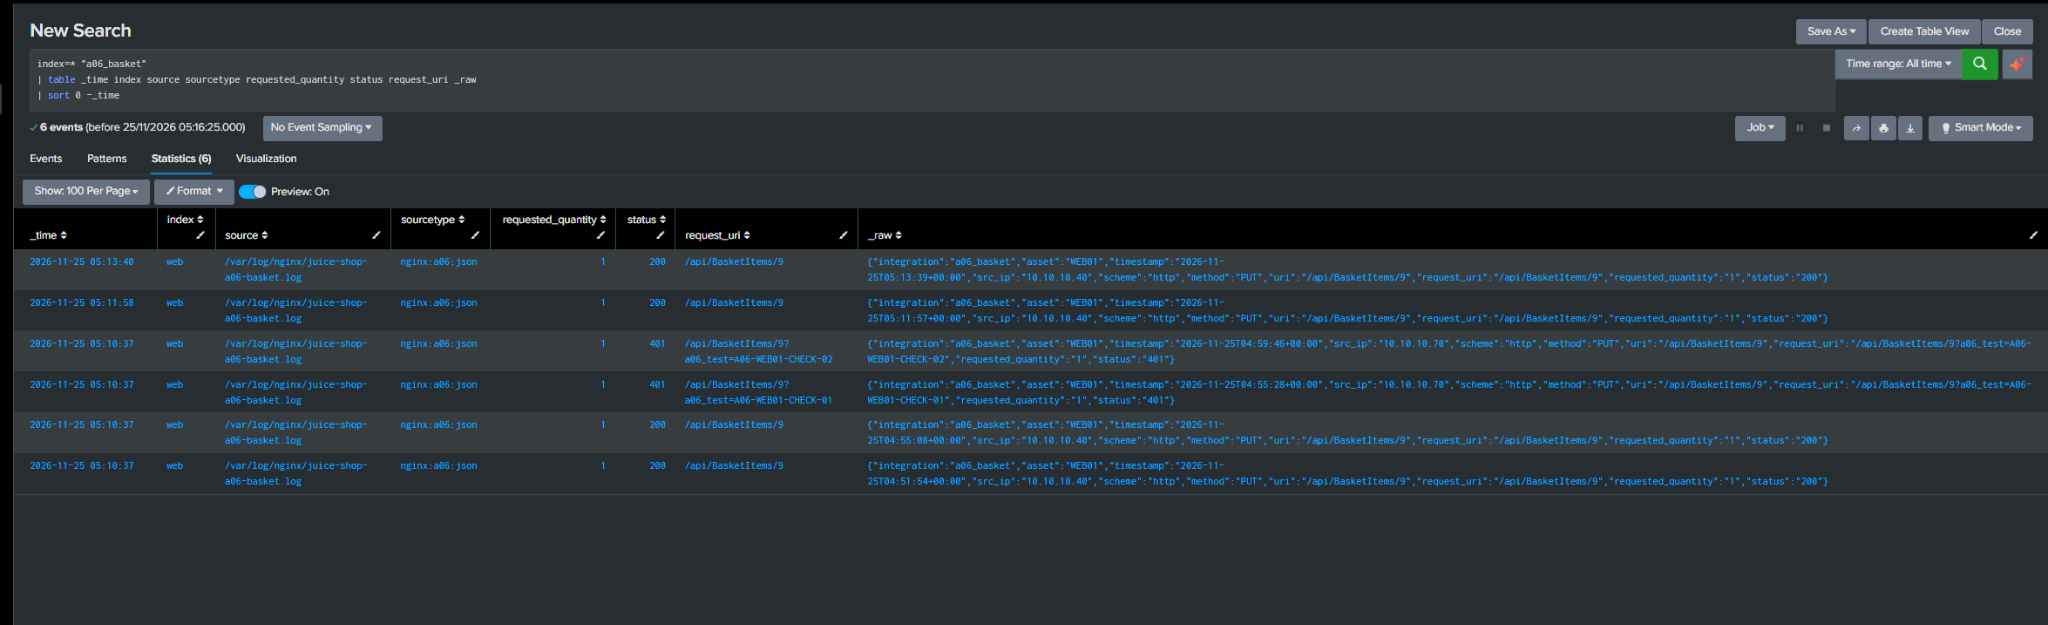 New Search
Save As
Create Table View
Close
index=* "a06_basket"
| table _time index source sourcetype requested_quantity status request_uri _raw
| sort 0 -_time
Time range: All time
6 events (before 25/11/2026 05:16:25.000)
No Event Sampling
Job
Smart Mode
Events
Patterns
Statistics (6)
Visualization
Show: 100 Per Page
Format
Preview: On
_time
index
source
sourcetype
requested_quantity
status
request_uri
_raw
2026-11-25 05:13:40 web /var/log/nginx/juice-shop- nginx:a06:json 1 200 /api/BasketItems/9 {"integration":"a06_basket","asset":"WEB01","timestamp":"2026-11-
a06-basket.log 25T05:13:39+00:00","src_ip":"10.10.10.40","scheme":"http","method":"PUT","uri":"/api/BasketItems/9","request_uri":"/api/BasketItems/9","requested_quantity":"1","status":"200"}
2026-11-25 05:11:58 web /var/log/nginx/juice-shop- nginx:a06:json 1 200 /api/BasketItems/9 {"integration":"a06_basket","asset":"WEB01","timestamp":"2026-11-
a06-basket.log 25T05:11:57+00:00","src_ip":"10.10.10.40","scheme":"http","method":"PUT","uri":"/api/BasketItems/9","request_uri":"/api/BasketItems/9","requested_quantity":"1","status":"200"}
2026-11-25 05:10:37 web /var/log/nginx/juice-shop- nginx:a06:json 1 401 /api/BasketItems/9? {"integration":"a06_basket","asset":"WEB01","timestamp":"2026-11-25T04:59:46+00:00","src_ip":"10.10.10.70","scheme":"http","method":"PUT","uri":"/api/BasketItems/9","request_uri":"/api/BasketItems/9?a06_test=A06-
a06-basket.log a06_test=A06-WEB01-CHECK-02 WEB01-CHECK-02","requested_quantity":"1","status":"401"}
2026-11-25 05:10:37 web /var/log/nginx/juice-shop- nginx:a06:json 1 401 /api/BasketItems/9? {"integration":"a06_basket","asset":"WEB01","timestamp":"2026-11-25T04:55:28+00:00","src_ip":"10.10.10.70","scheme":"http","method":"PUT","uri":"/api/BasketItems/9","request_uri":"/api/BasketItems/9?a06_test=A06-
a06-basket.log a06_test=A06-WEB01-CHECK-01 WEB01-CHECK-01","requested_quantity":"1","status":"401"}
2026-11-25 05:10:37 web /var/log/nginx/juice-shop- nginx:a06:json 1 200 /api/BasketItems/9 {"integration":"a06_basket","asset":"WEB01","timestamp":"2026-11-
a06-basket.log 25T04:55:08+00:00","src_ip":"10.10.10.40","scheme":"http","method":"PUT","uri":"/api/BasketItems/9","request_uri":"/api/BasketItems/9","requested_quantity":"1","status":"200"}
2026-11-25 05:10:37 web /var/log/nginx/juice-shop- nginx:a06:json 1 200 /api/BasketItems/9 {"integration":"a06_basket","asset":"WEB01","timestamp":"2026-11-
a06-basket.log 25T04:51:54+00:00","src_ip":"10.10.10.40","scheme":"http","method":"PUT","uri":"/api/BasketItems/9","request_uri":"/api/BasketItems/9","requested_quantity":"1","status":"200"}